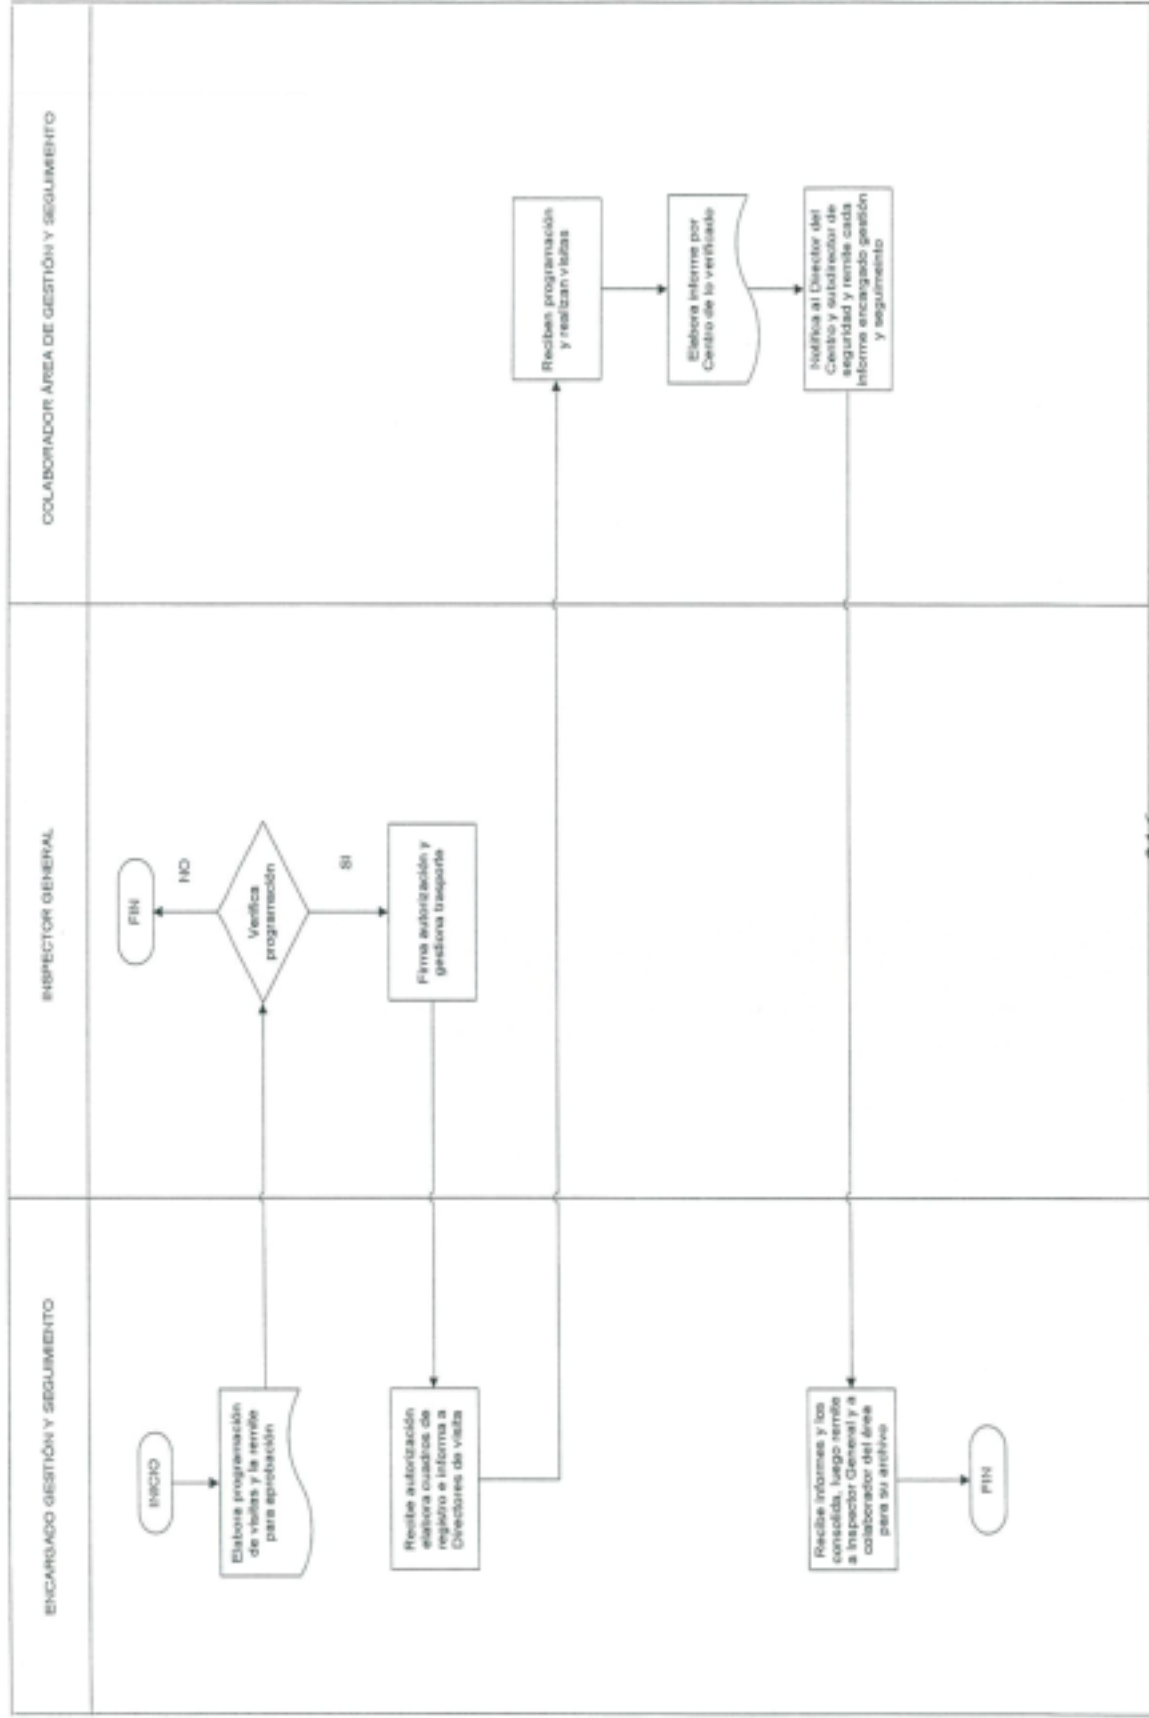 ENCARGADO GESTIÓN Y SEGUIMIENTO
INSPECTOR GENERAL
COLABORADOR ÁREA DE GESTIÓN Y SEGUIMIENTO
INICIO
Elabora programación
de visitas y la remite
para aprobación
Verifica
programación
NO
FIN
SI
Firma autorización y
gestiona trasporte
Recibe autorización
elabora cuadros de
registro e informa a
Directores de visita
Reciben programación
y realizan visitas
Elabora informe por
Centro de lo verificado
Notifica al Director del
Centro y subdirector de
seguridad y remite cada
informe encargado gestión
y seguimeinto
Recibe informes y los
consolida, luego remite
a Inspector General y a
colaborador del área
para su archivo
FIN